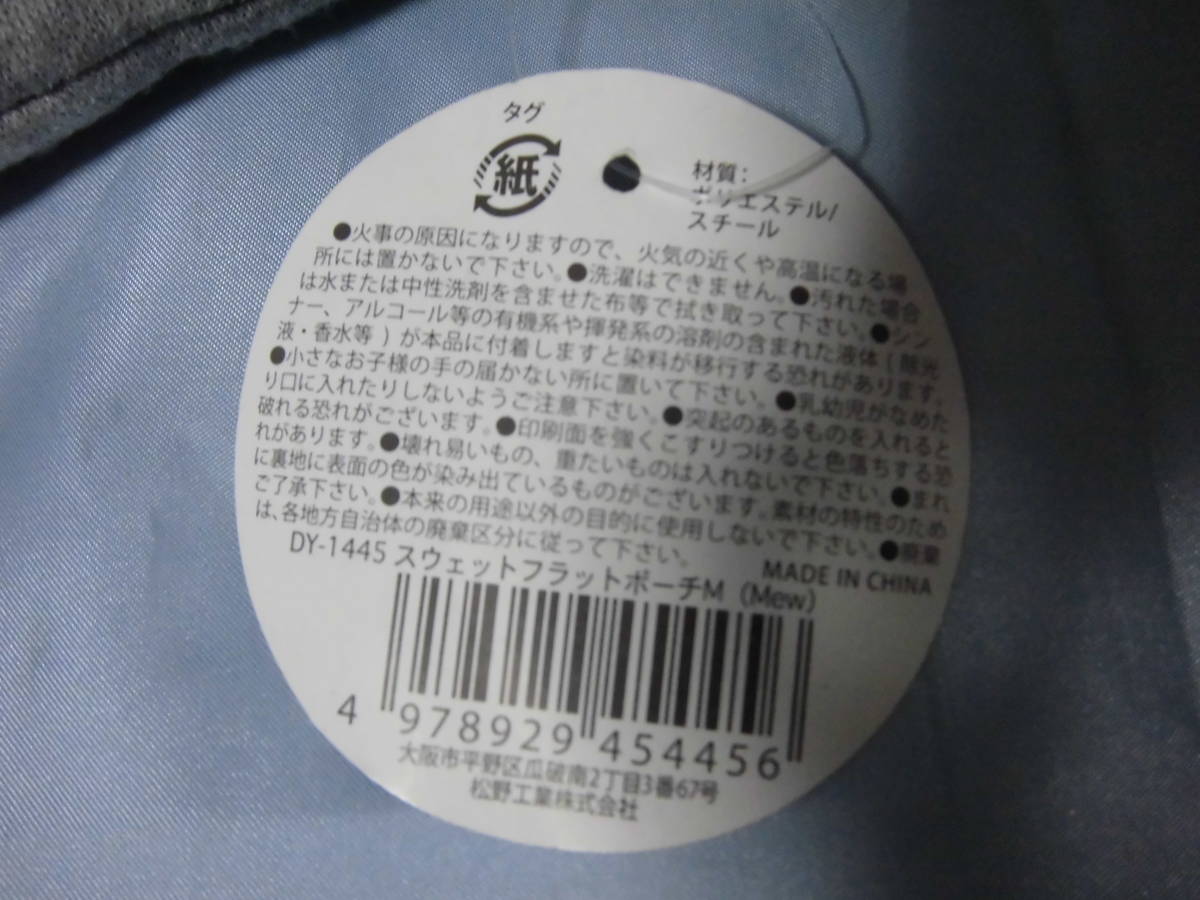 タグ
紙
材質：
ポリエステル/
スチール
●火事の原因になりますので、火気の近くや高温になる場
所には置かないで下さい。●洗濯はできません。●汚れた場合
は水または中性洗剤を含ませた布等で拭き取って下さい。●シン
ナー、アルコール等の有機系や揮発系の溶剤の含まれた液体(除光
液・香水等 )が本品に付着しますと染料が移行する恐れがあります。
●小さなお子様の手の届かない所に置いて下さい。●乳幼児がなめた
り口に入れたりしないようご注意下さい。●突起のあるものを入れると
破れる恐れがございます。●印刷面を強くこすりつけると色落ちする恐
れがあります。●壊れ易いもの、重たいものは入れないで下さい。●まれ
に裏地に表面の色が染み出ているものがございます。素材の特性のため
ご了承下さい。●本来の用途以外の目的に使用しないで下さい。●廃棄
は、各地方自治体の廃棄区分に従って下さい。
MADE IN CHINA
DY-1445 スウェットフラットポーチM（Mew）
4 978929 454456
大阪市平野区瓜破南2丁目3番67号
松野工業株式会社